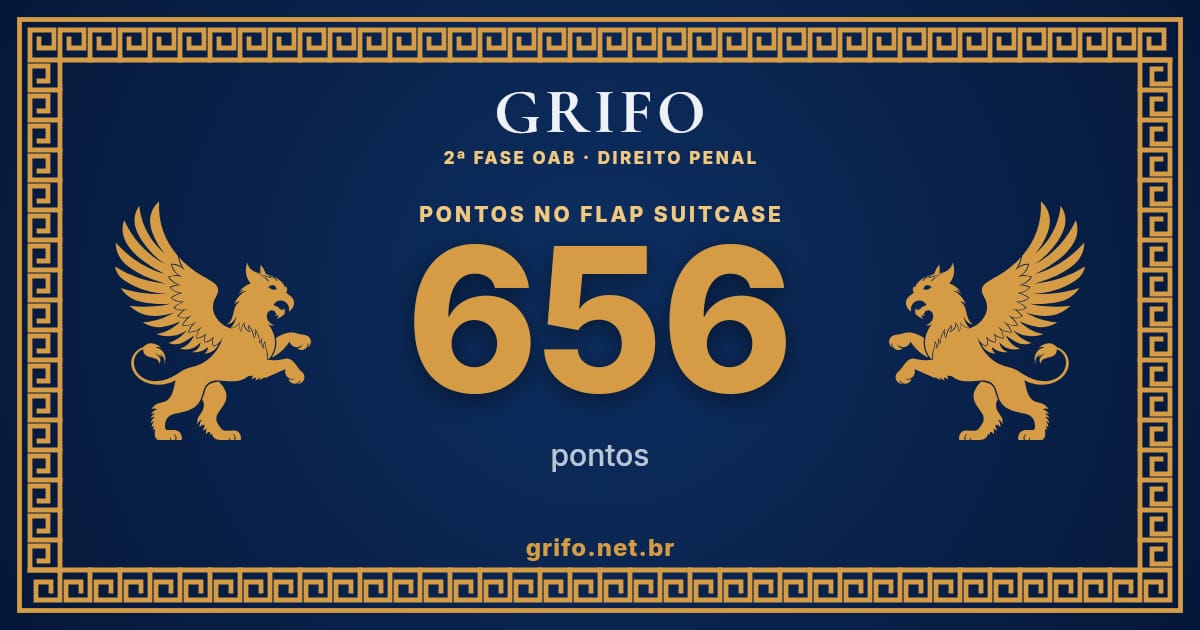 GRIFO
2ª FASE OAB · DIREITO PENAL
PONTOS NO FLAP SUITCASE
656
pontos
grifo.net.br